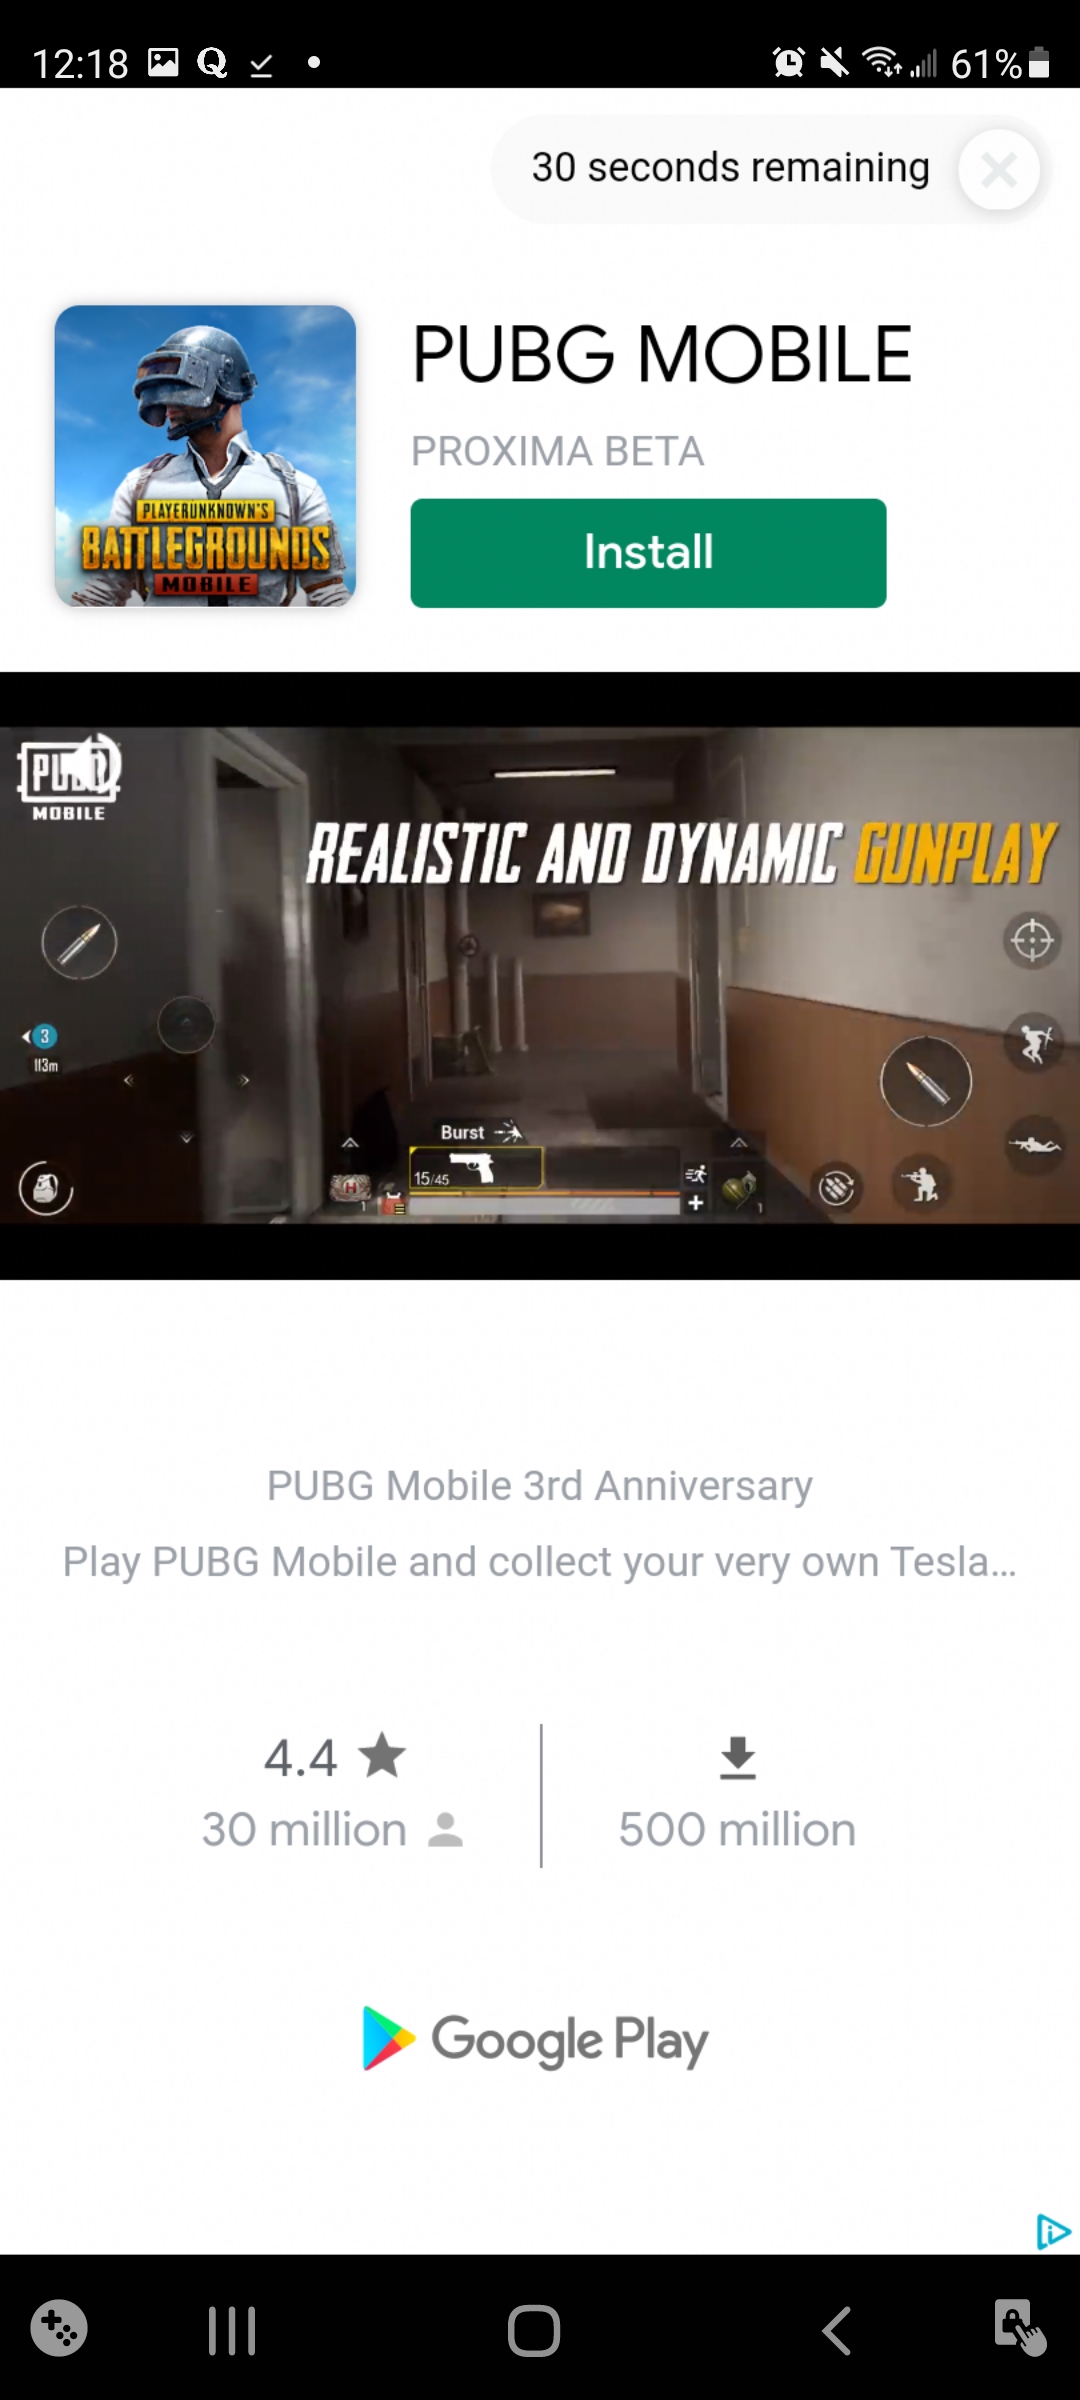 12:18
61%
30 seconds remaining
PLAYERUNKNOWN'S
BATTLEGROUNDS
MOBILE
PUBG MOBILE
PROXIMA BETA
Install
MOBILE
REALISTIC AND DYNAMIC GUNPLAY
3
113m
Burst
15/45
H
1
1
PUBG Mobile 3rd Anniversary
Play PUBG Mobile and collect your very own Tesla...
4.4
30 million
500 million
Google Play